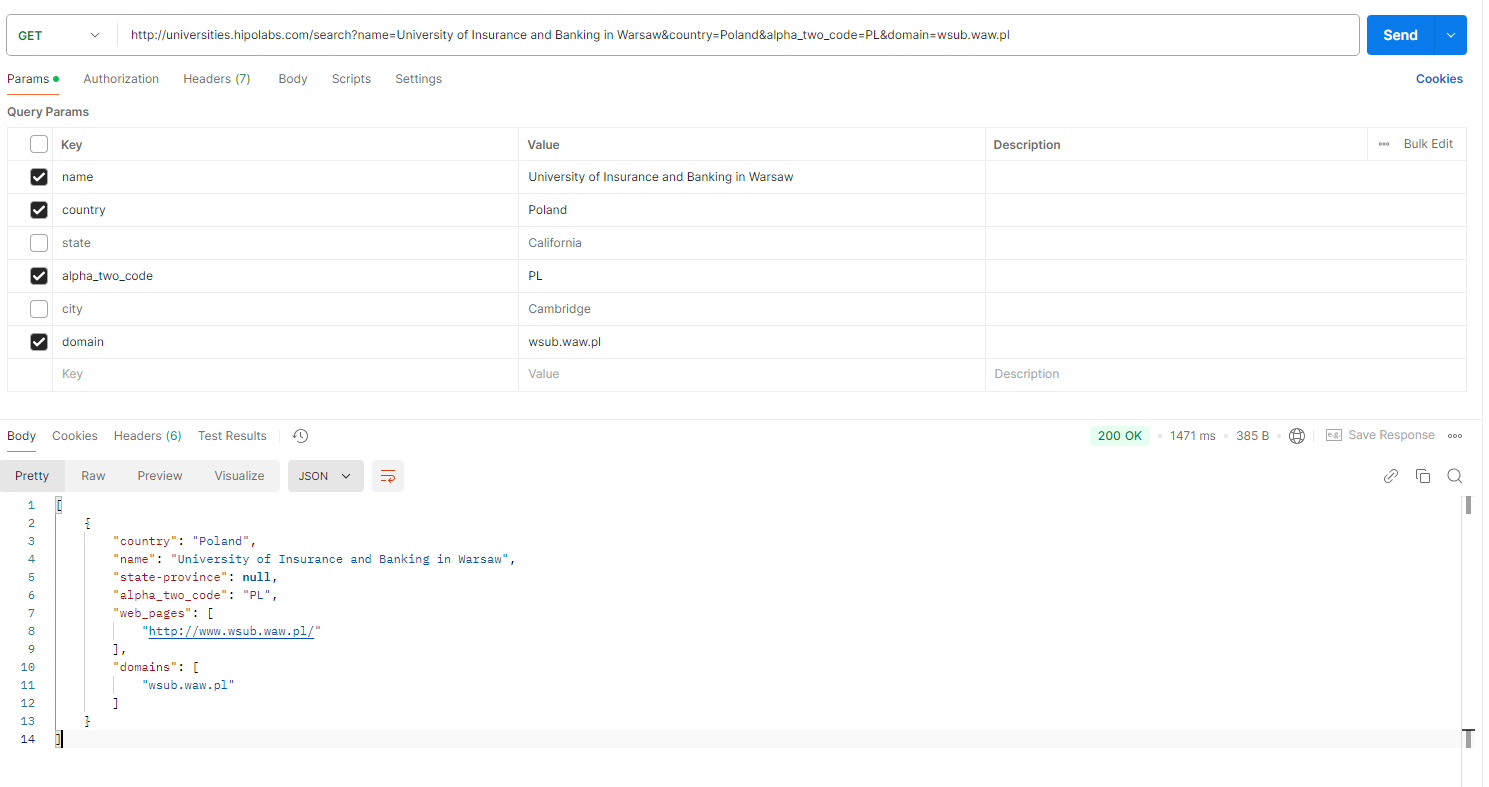 GET http://universities.hipolabs.com/search?name=University of Insurance and Banking in Warsaw&country=Poland&alpha_two_code=PL&domain=wsub.waw.pl Send
Params Authorization Headers (7) Body Scripts Settings Cookies
Query Params
Key Value Description Bulk Edit
name University of Insurance and Banking in Warsaw
country Poland
state California
alpha_two_code PL
city Cambridge
domain wsub.waw.pl
Key Value Description
Body Cookies Headers (6) Test Results 200 OK 1471 ms 385 B e.g. Save Response
Pretty Raw Preview Visualize JSON
1 [
2 {
3 "country": "Poland",
4 "name": "University of Insurance and Banking in Warsaw",
5 "state-province": null,
6 "alpha_two_code": "PL",
7 "web_pages": [
8 "http://www.wsub.waw.pl/"
9 ],
10 "domains": [
11 "wsub.waw.pl"
12 ]
13 }
14 ]